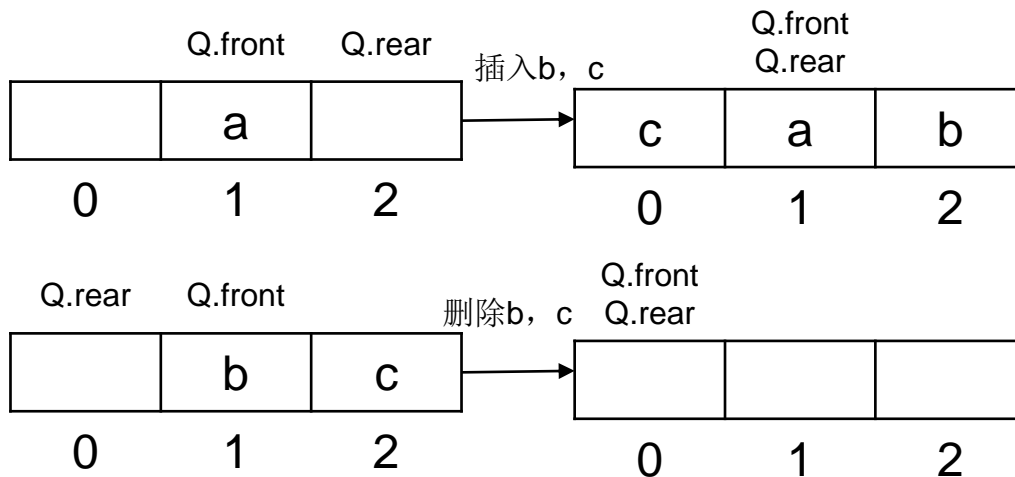 Q.front Q.rear
插入b，c
Q.front
Q.rear
a
c a b
0 1 2
0 1 2
Q.rear Q.front
删除b，c
Q.front
Q.rear
b c
0 1 2
0 1 2